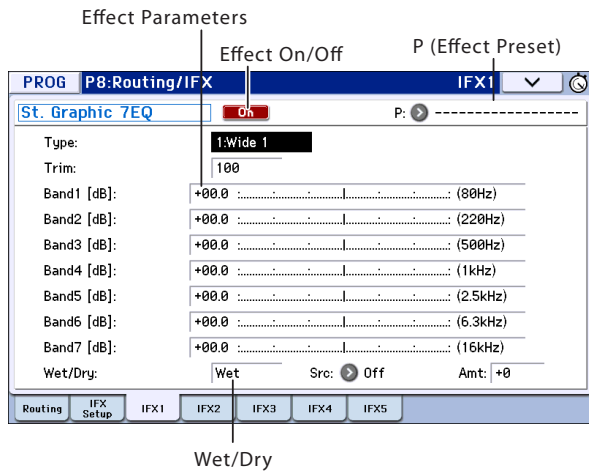 Effect Parameters
Effect On/Off
P (Effect Preset)
PROG P8:Routing/IFX IFX1
St. Graphic 7EQ On P: ------------------
Type: 1:Wide 1
Trim: 100
Band1 [dB]: +00.0 (80Hz)
Band2 [dB]: +00.0 (220Hz)
Band3 [dB]: +00.0 (500Hz)
Band4 [dB]: +00.0 (1kHz)
Band5 [dB]: +00.0 (2.5kHz)
Band6 [dB]: +00.0 (6.3kHz)
Band7 [dB]: +00.0 (16kHz)
Wet/Dry: Wet Src: Off Amt: +0
Routing IFX Setup IFX1 IFX2 IFX3 IFX4 IFX5
Wet/Dry